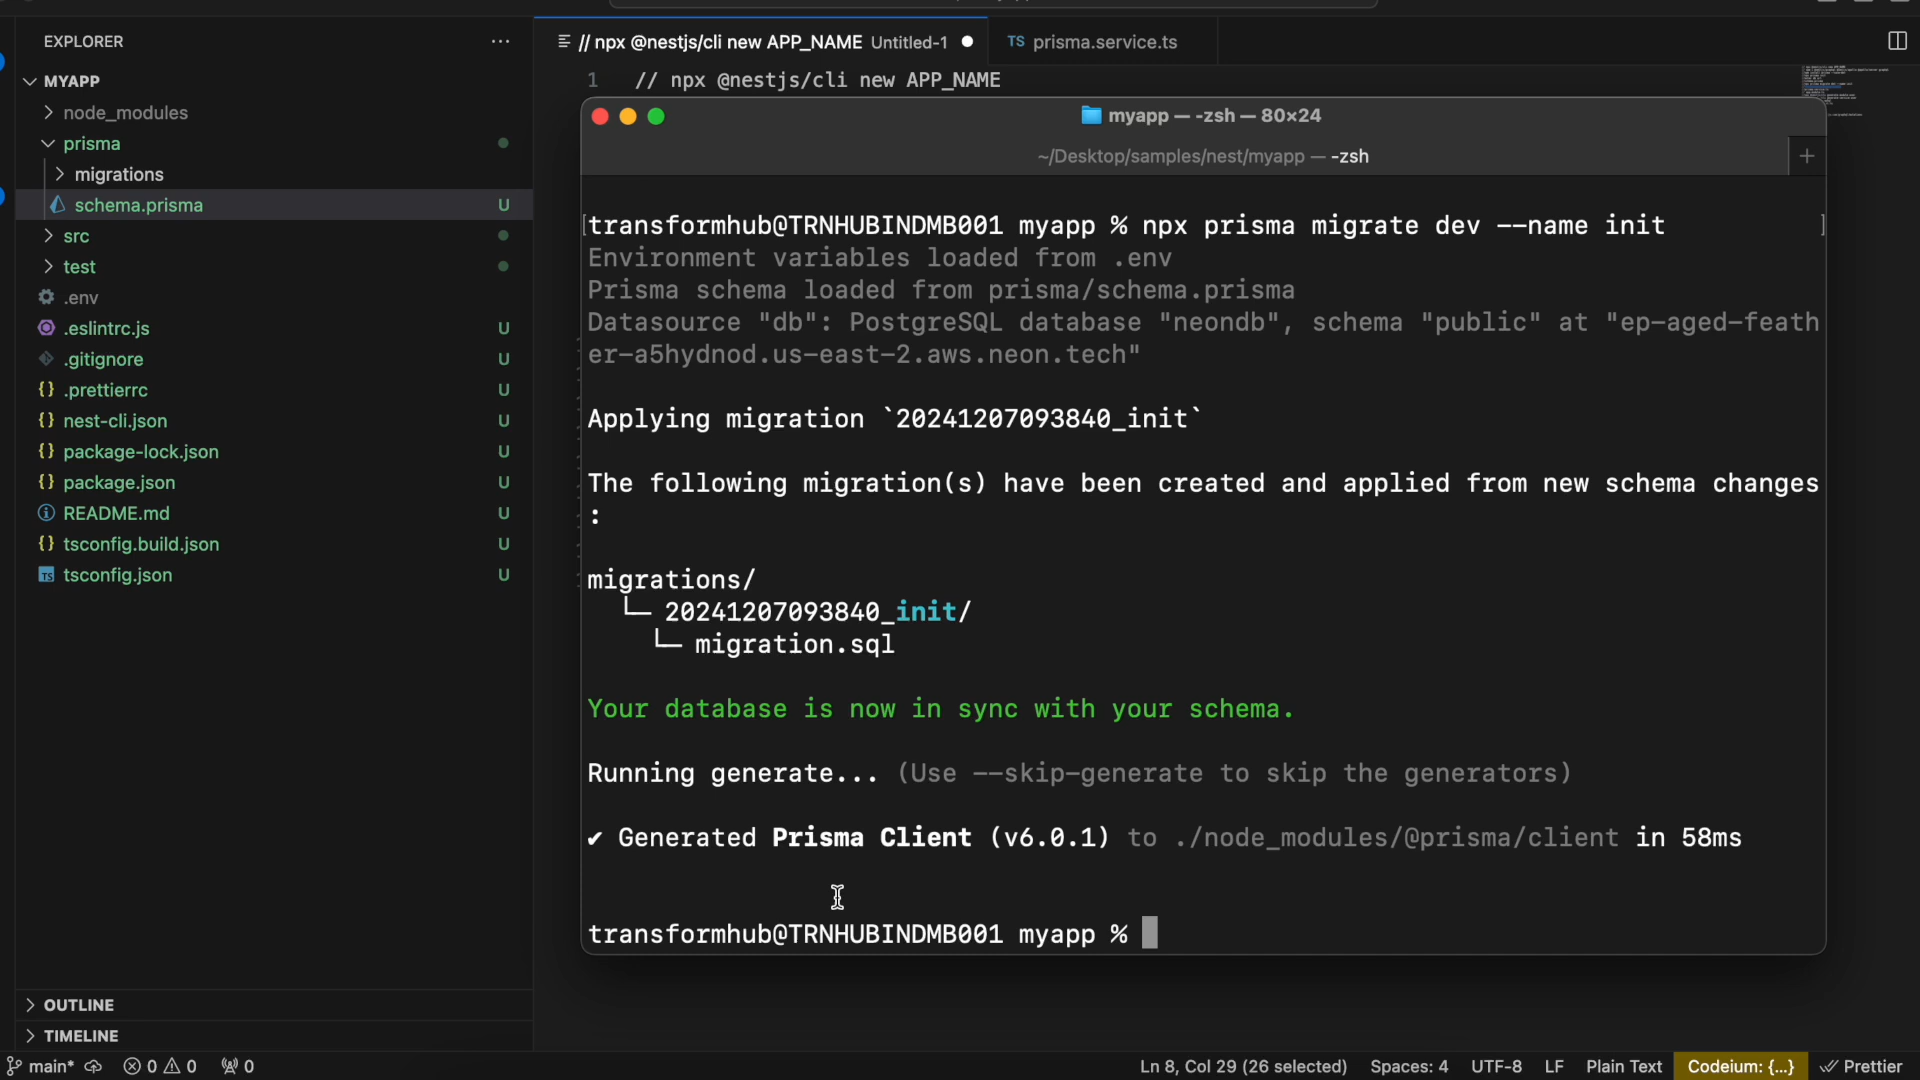 EXPLORER
MYAPP
node_modules
prisma
migrations
schema.prisma U
src
test
.env
.eslintrc.js U
.gitignore U
.prettierrc U
nest-cli.json U
package-lock.json U
package.json U
README.md U
tsconfig.build.json U
TS tsconfig.json U
OUTLINE
TIMELINE
// npx @nestjs/cli new APP_NAME Untitled-1
TS prisma.service.ts
1 // npx @nestjs/cli new APP_NAME
myapp — -zsh — 80×24
~/Desktop/samples/nest/myapp — -zsh
[transformhub@TRNHUBINDMB001 myapp % npx prisma migrate dev --name init ]
Environment variables loaded from .env
Prisma schema loaded from prisma/schema.prisma
Datasource "db": PostgreSQL database "neondb", schema "public" at "ep-aged-feath
er-a5hydnod.us-east-2.aws.neon.tech"
Applying migration `20241207093840_init`
The following migration(s) have been created and applied from new schema changes
:
migrations/
└─ 20241207093840_init/
└─ migration.sql
Your database is now in sync with your schema.
Running generate... (Use --skip-generate to skip the generators)
✔ Generated Prisma Client (v6.0.1) to ./node_modules/@prisma/client in 58ms
transformhub@TRNHUBINDMB001 myapp %
main* 0 0 0
Ln 8, Col 29 (26 selected) Spaces: 4 UTF-8 LF Plain Text Codeium: {...} Prettier